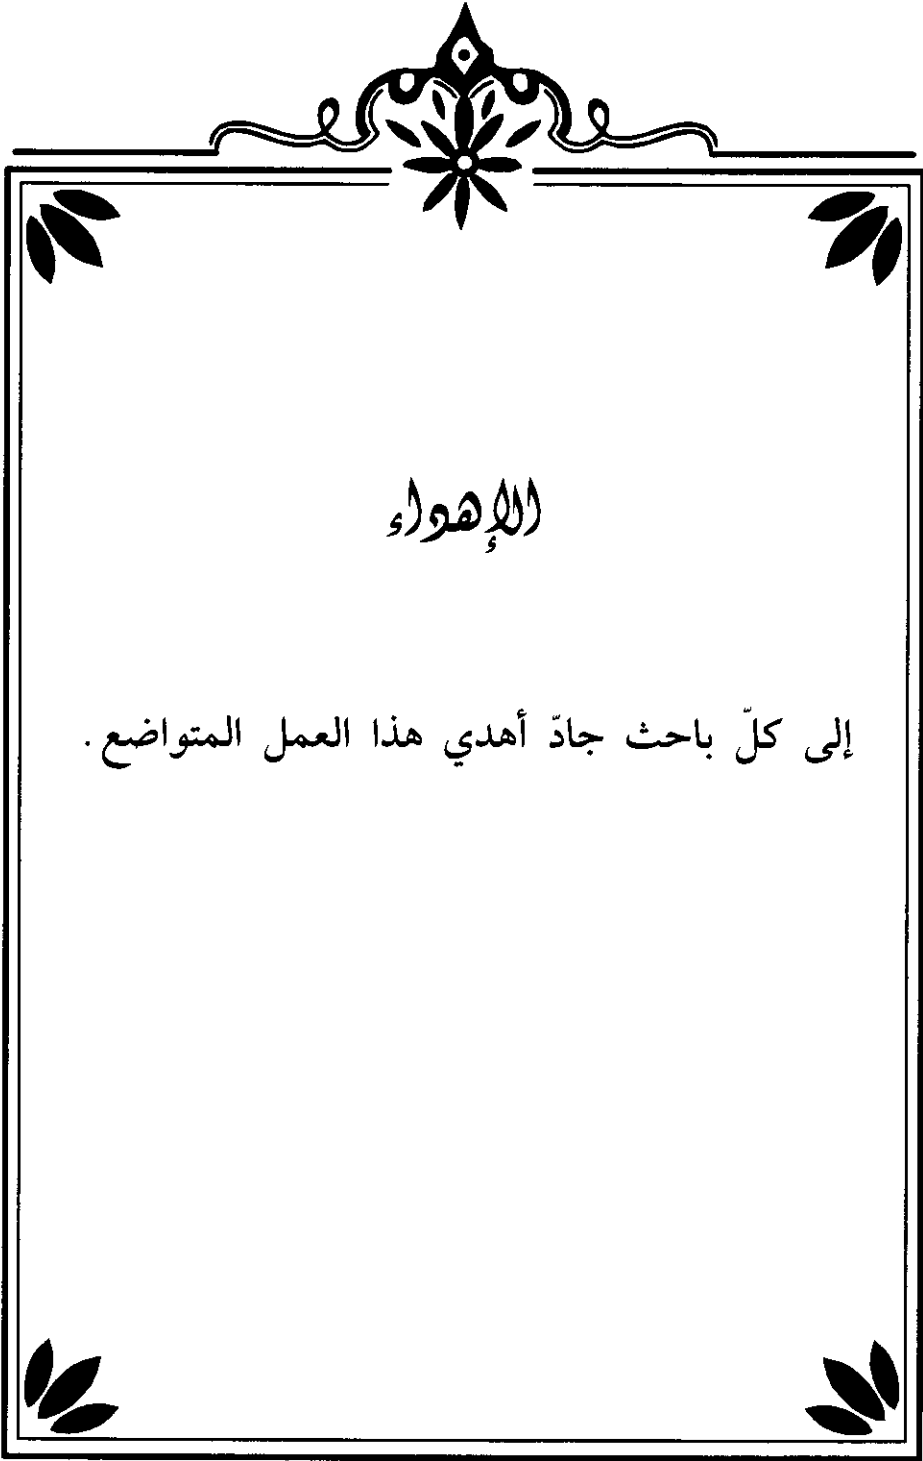 الإهداء
إلى كلّ باحث جادّ أهدي هذا العمل المتواضع.